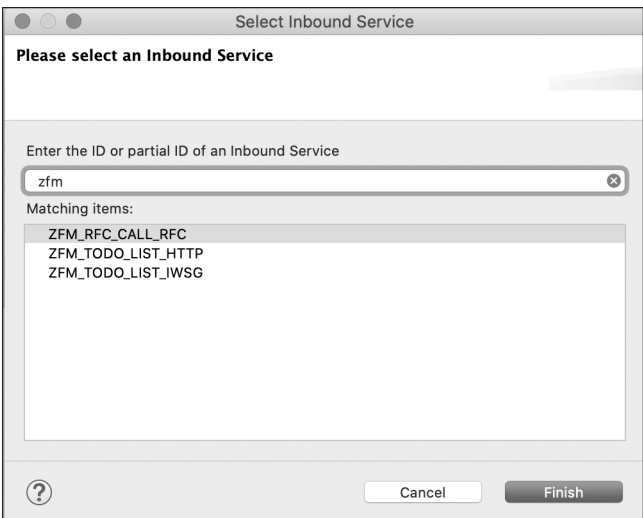 Select Inbound Service
Please select an Inbound Service
Enter the ID or partial ID of an Inbound Service
zfm
Matching items:
ZFM_RFC_CALL_RFC
ZFM_TODO_LIST_HTTP
ZFM_TODO_LIST_IWSG
?
Cancel
Finish